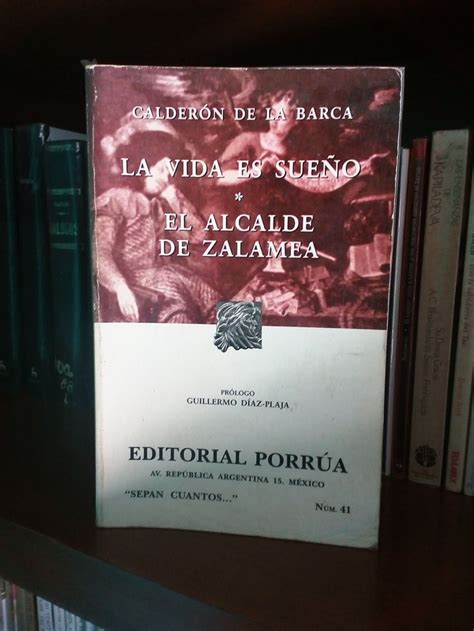 CALDERÓN DE LA BARCA
LA VIDA ES SUEÑO
*
EL ALCALDE
DE ZALAMEA
PRÓLOGO
GUILLERMO DÍAZ-PLAJA
EDITORIAL PORRÚA
AV. REPÚBLICA ARGENTINA 15. MÉXICO
"SEPAN CUANTOS..."
NÚM. 41